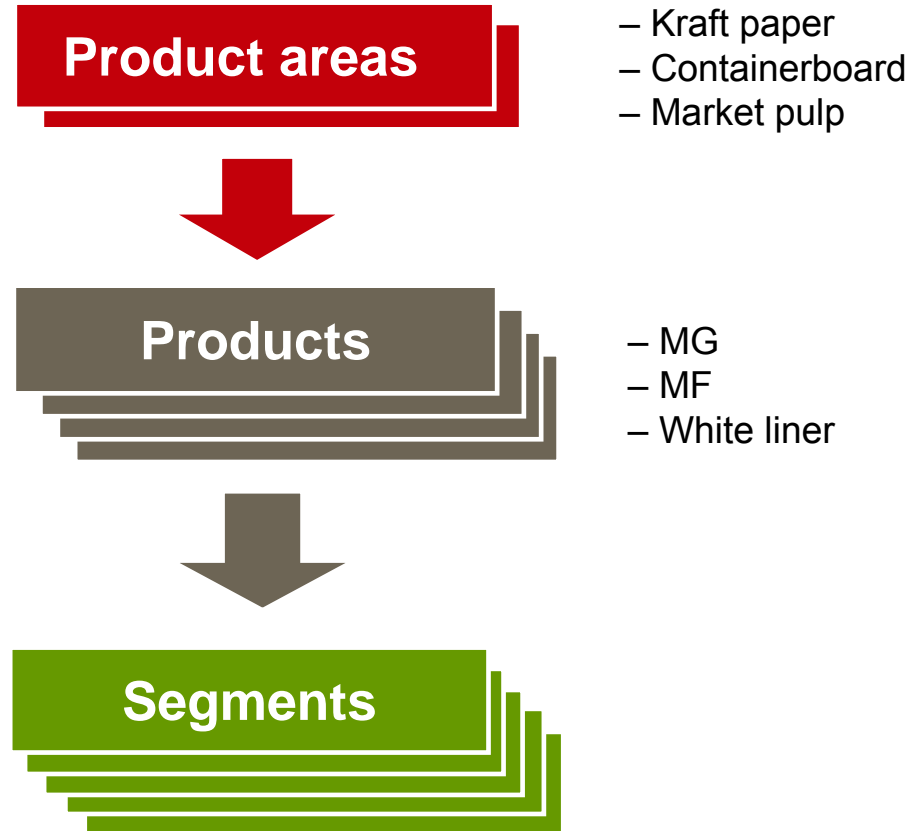 Product areas
– Kraft paper
– Containerboard
– Market pulp
Products
– MG
– MF
– White liner
Segments